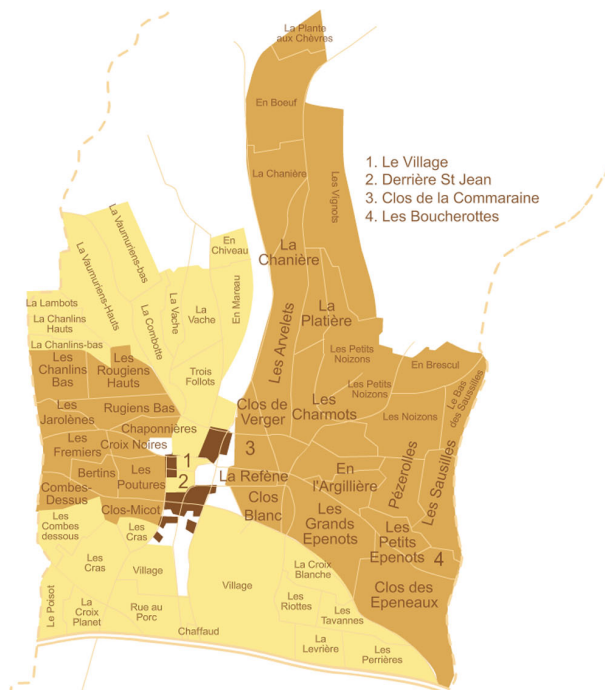 La Plante
aux Chèvres
En Boeuf
La Chanière
Les Vignots
1. Le Village
2. Derrière St Jean
3. Clos de la Commaraine
4. Les Boucherottes
La Vaumuriens-bas
La Vaumuriens-Hauts
En
Chiveau
La
Chanière
La Lambots
La Chanlins
Hauts
La Chanlins-bas
La Combotte
La Vache
La
Vache
En Mareau
La
Platière
Les Arvelets
Les
Chanlins
Bas
Les
Rougiens
Hauts
Trois
Follots
Les Petits
Noizons
En Brescul
Le Bas
des Saussilles
Les Petits
Noizons
Les
Jarolènes
Rugiens Bas
Clos de
Verger
Les
Charmots
Les Noizons
Chaponnières
Les
Fremiers
Croix Noires
1
3
Pézerolles
Les Sausilles
Bertins
Les
Poutures
2
La Refène
En
l'Argillière
Combes-
Dessus
Clos-Micot
Clos
Blanc
Les
Grands
Epenots
Les
Petits
Epenots
4
Les
Combes
dessous
Les
Cras
Les
Cras
Village
Village
La Croix
Blanche
Clos des
Epeneaux
Le Poisot
La
Croix
Planet
Rue au
Porc
Chaffaud
Les
Riottes
Les
Tavannes
La
Levrière
Les
Perrières